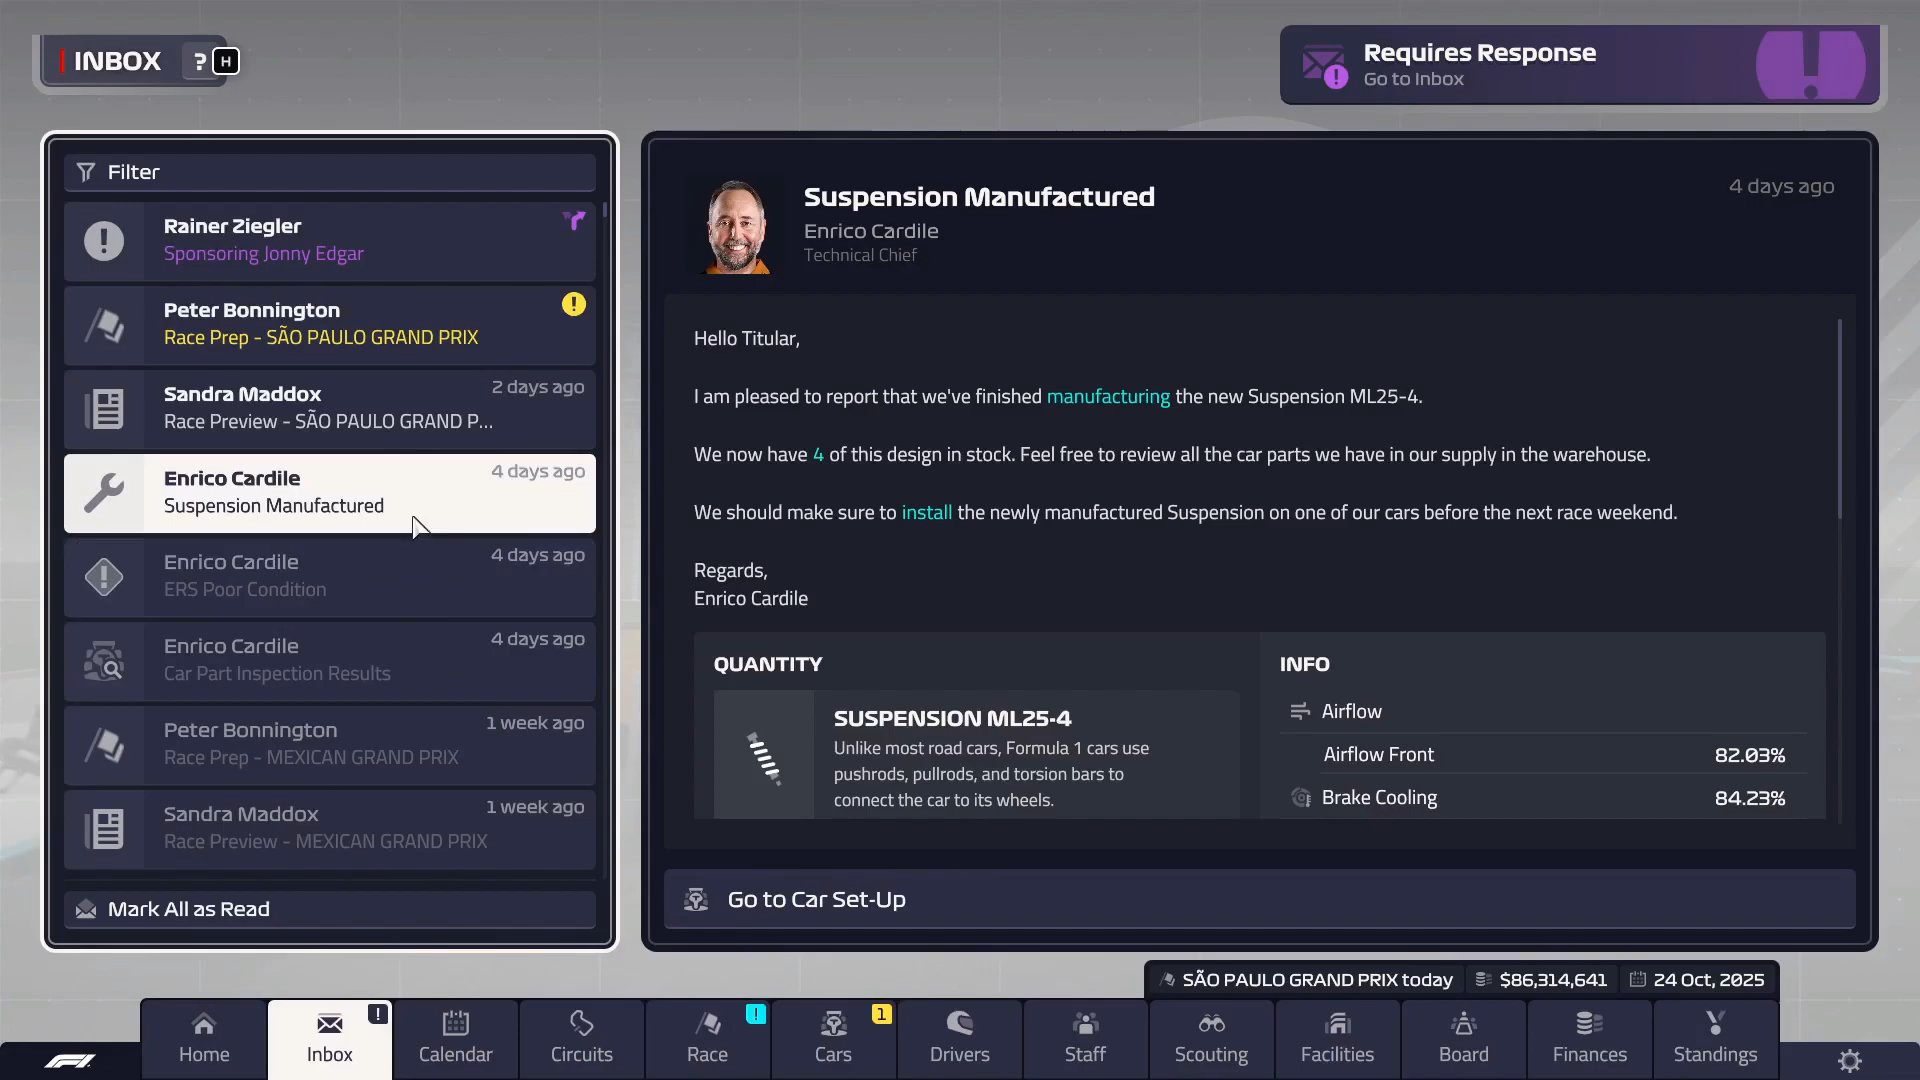 INBOX
? H
Requires Response
Go to Inbox
Filter
Rainer Ziegler
Sponsoring Jonny Edgar
Peter Bonnington
Race Prep - SÃO PAULO GRAND PRIX
Sandra Maddox
2 days ago
Race Preview - SÃO PAULO GRAND P...
Enrico Cardile
4 days ago
Suspension Manufactured
Enrico Cardile
4 days ago
ERS Poor Condition
Enrico Cardile
4 days ago
Car Part Inspection Results
Peter Bonnington
1 week ago
Race Prep - MEXICAN GRAND PRIX
Sandra Maddox
1 week ago
Race Preview - MEXICAN GRAND PRIX
Mark All as Read
Suspension Manufactured
4 days ago
Enrico Cardile
Technical Chief
Hello Titular,
I am pleased to report that we've finished manufacturing the new Suspension ML25-4.
We now have 4 of this design in stock. Feel free to review all the car parts we have in our supply in the warehouse.
We should make sure to install the newly manufactured Suspension on one of our cars before the next race weekend.
Regards,
Enrico Cardile
QUANTITY
SUSPENSION ML25-4
Unlike most road cars, Formula 1 cars use
pushrods, pullrods, and torsion bars to
connect the car to its wheels.
INFO
Airflow
Airflow Front 82.03%
Brake Cooling 84.23%
Go to Car Set-Up
SÃO PAULO GRAND PRIX today
$86,314,641
24 Oct, 2025
Home
Inbox
!
Calendar
Circuits
Race
!
Cars
1
Drivers
Staff
Scouting
Facilities
Board
Finances
Standings